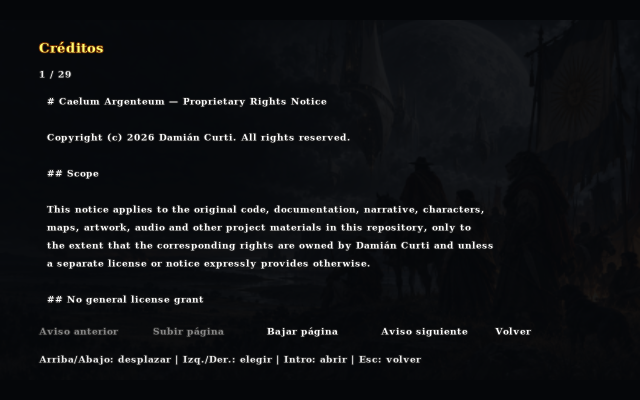 Créditos
1 / 29
# Caelum Argenteum — Proprietary Rights Notice
Copyright (c) 2026 Damián Curti. All rights reserved.
## Scope
This notice applies to the original code, documentation, narrative, characters,
maps, artwork, audio and other project materials in this repository, only to
the extent that the corresponding rights are owned by Damián Curti and unless
a separate license or notice expressly provides otherwise.
## No general license grant
Aviso anterior Subir página Bajar página Aviso siguiente Volver
Arriba/Abajo: desplazar | Izq./Der.: elegir | Intro: abrir | Esc: volver